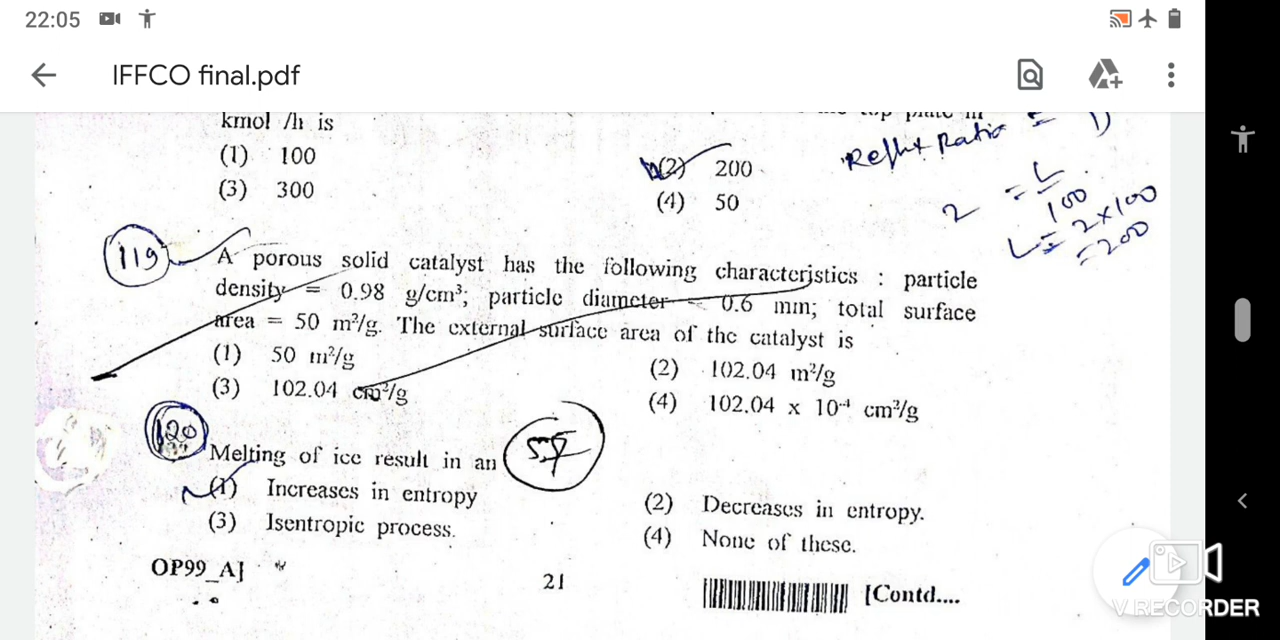 22:05
IFFCO final.pdf
kmol /h is
(1) 100
(2) 200
(3) 300
(4) 50
Reflux Ratio =
2 = L
100
L = 2×100
= 200
119 A porous solid catalyst has the following characteristics : particle
density = 0.98 g/cm³; particle diameter = 0.6 mm; total surface
area = 50 m²/g. The external surface area of the catalyst is
(1) 50 m²/g
(2) 102.04 m²/g
(3) 102.04 cm²/g
(4) 102.04 x 10⁻⁴ cm²/g
120
Melting of ice result in an
(1) Increases in entropy
(2) Decreases in entropy.
(3) Isentropic process.
(4) None of these.
OP99_A]
21
[Contd....
V RECORDER